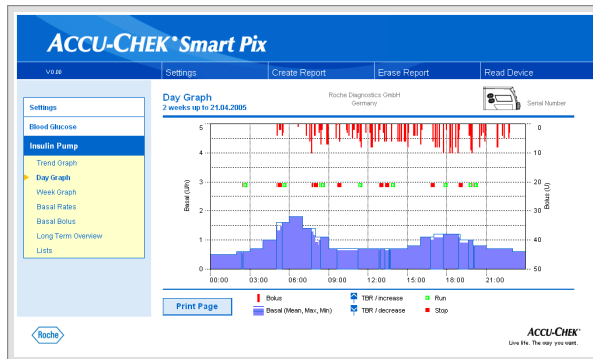 ACCU-CHEK® Smart Pix
V0.00
Settings
Create Report
Erase Report
Read Device
Settings
Blood Glucose
Insulin Pump
Trend Graph
Day Graph
Week Graph
Basal Rates
Basal Bolus
Long Term Overview
Lists
Day Graph
2 weeks up to 21.04.2005
Roche Diagnostics GmbH
Germany
Serial Number
Basal (U/h)
5
4
3
2
1
0
0
10
20
30
40
50
Bolus (U)
00:00 03:00 06:00 09:00 12:00 15:00 18:00 21:00
Print Page
Bolus
TBR / increase
Run
Basal (Mean, Max, Min)
TBR / decrease
Stop
Roche
ACCU-CHEK®
Live life. The way you want.